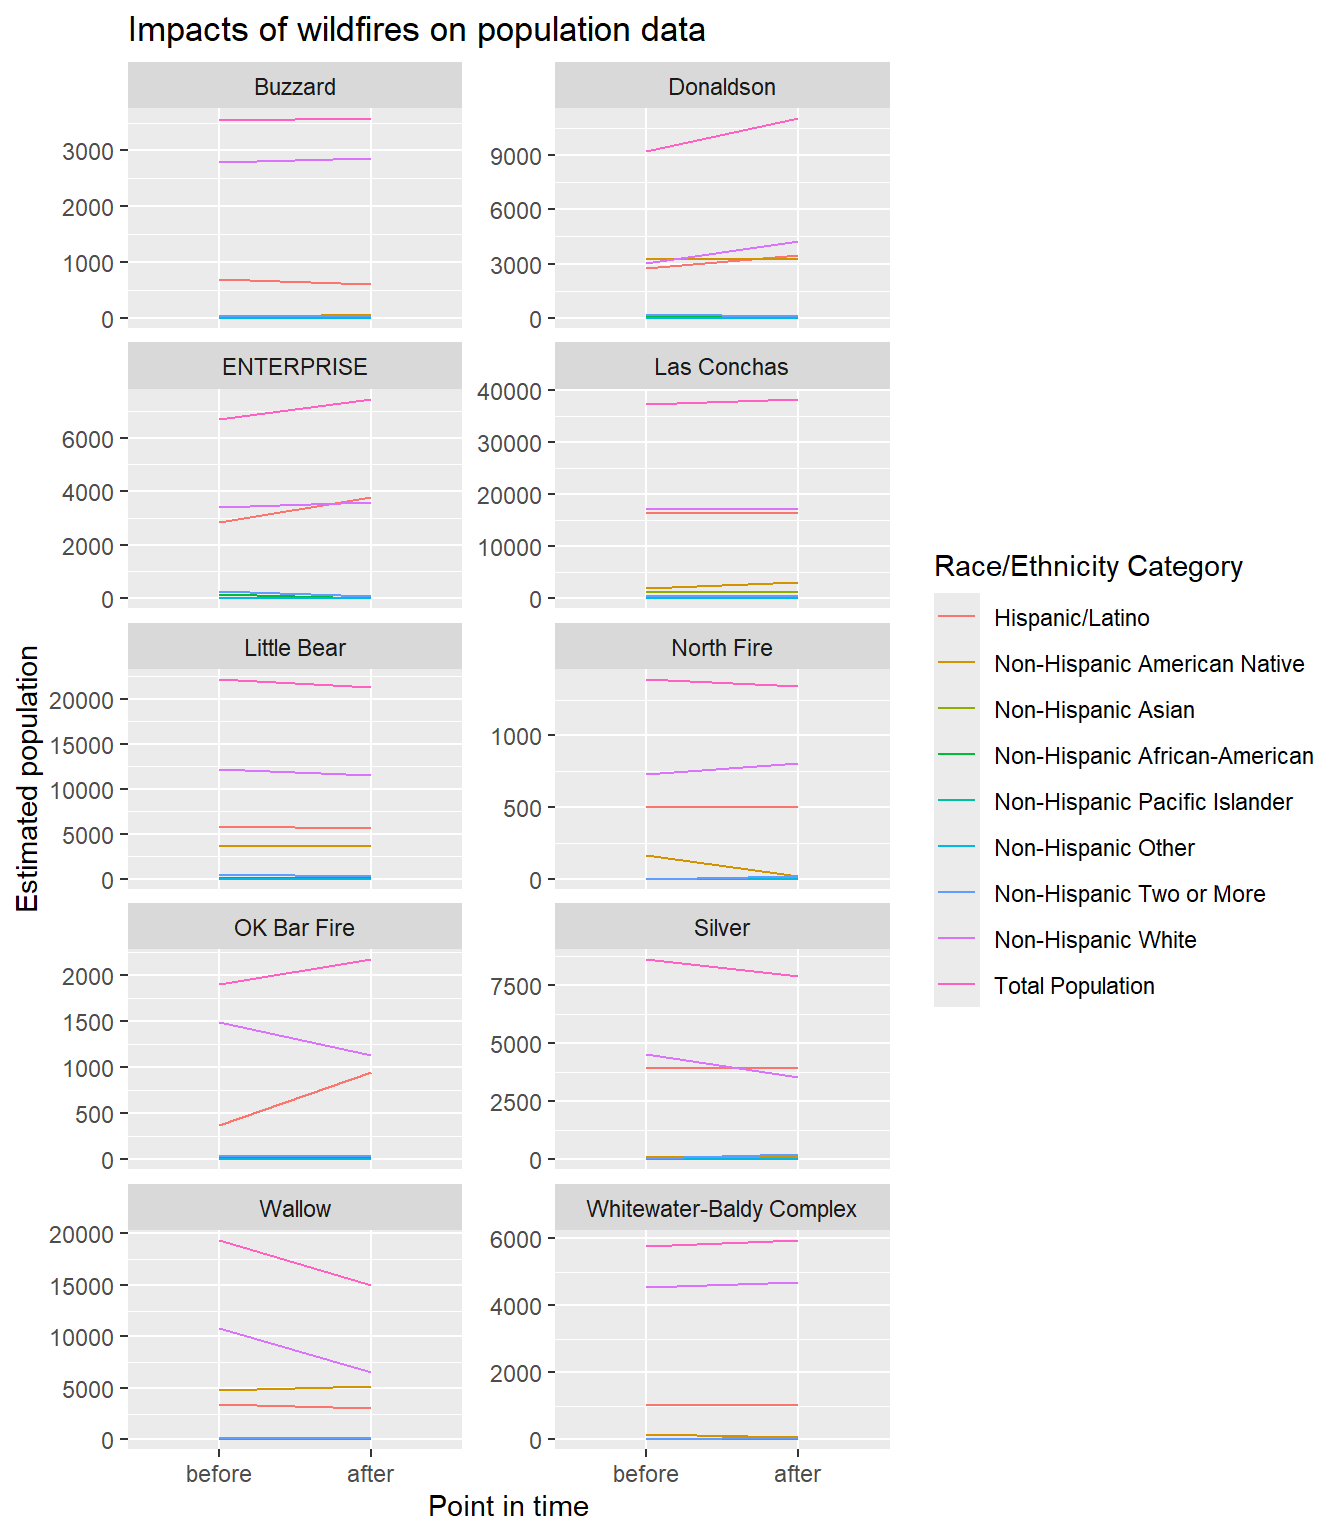 Impacts of wildfires on population data
Buzzard
Donaldson
3000
2000
1000
0
9000
6000
3000
0
ENTERPRISE
Las Conchas
6000
4000
2000
0
40000
30000
20000
10000
0
Little Bear
North Fire
20000
15000
10000
5000
0
1000
500
0
OK Bar Fire
Silver
2000
1500
1000
500
0
7500
5000
2500
0
Wallow
Whitewater-Baldy Complex
20000
15000
10000
5000
0
6000
4000
2000
0
before
after
before
after
Point in time
Estimated population
Race/Ethnicity Category
Hispanic/Latino
Non-Hispanic American Native
Non-Hispanic Asian
Non-Hispanic African-American
Non-Hispanic Pacific Islander
Non-Hispanic Other
Non-Hispanic Two or More
Non-Hispanic White
Total Population